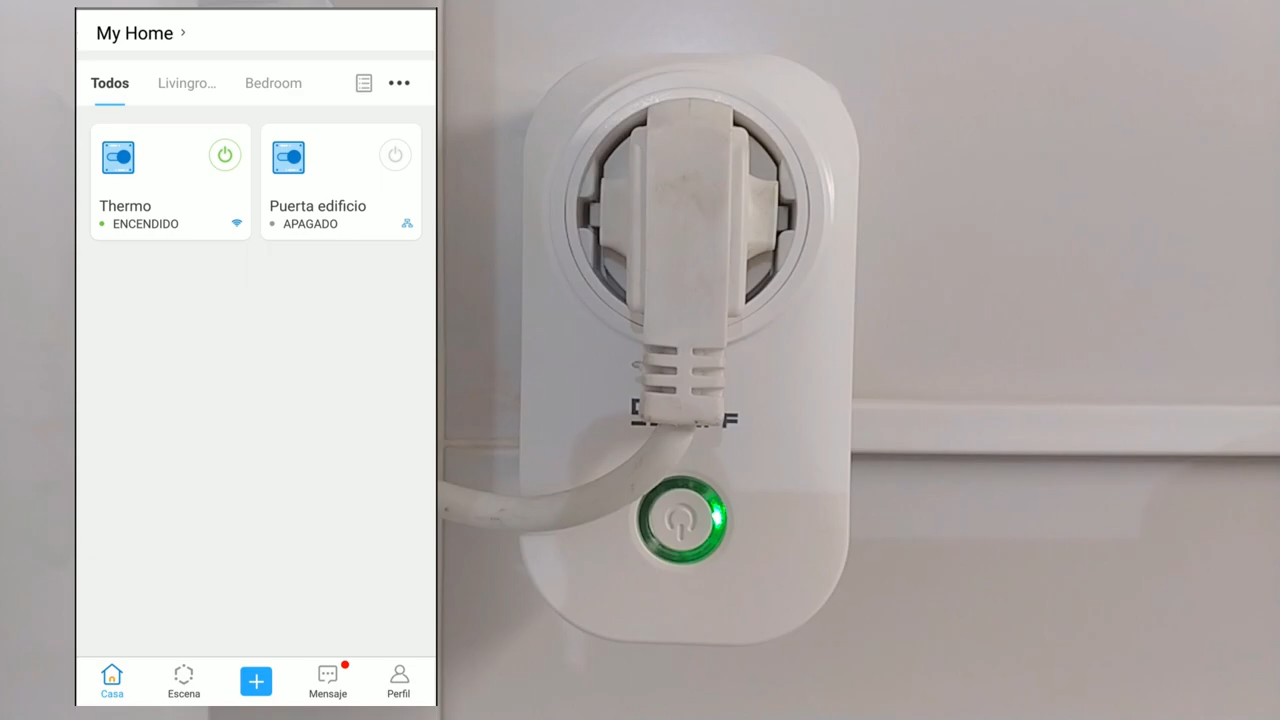 My Home
Todos
Livingro...
Bedroom
Thermo
ENCENDIDO
Puerta edificio
APAGADO
Casa
Escena
Mensaje
Perfil